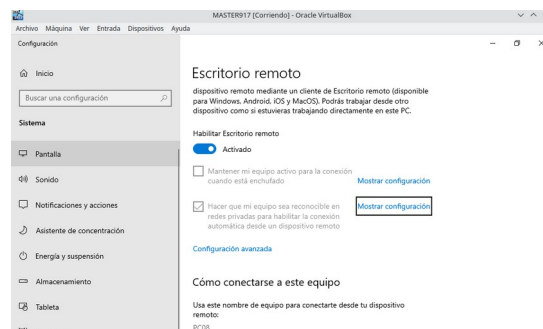 MASTER917 [Corriendo] - Oracle VirtualBox
Archivo Máquina Ver Entrada Dispositivos Ayuda
Configuración
Inicio
Buscar una configuración
Sistema
Pantalla
Sonido
Notificaciones y acciones
Asistente de concentración
Energía y suspensión
Almacenamiento
Tableta
Escritorio remoto
dispositivo remoto mediante un cliente de Escritorio remoto (disponible
para Windows, Android, iOS y MacOS). Podrás trabajar desde otro
dispositivo como si estuvieras trabajando directamente en este PC.
Habilitar Escritorio remoto
Activado
Mantener mi equipo activo para la conexión
cuando está enchufado Mostrar configuración
Hacer que mi equipo sea reconocible en Mostrar configuración
redes privadas para habilitar la conexión
automática desde un dispositivo remoto
Configuración avanzada
Cómo conectarse a este equipo
Usa este nombre de equipo para conectarte desde tu dispositivo
remoto:
PC08